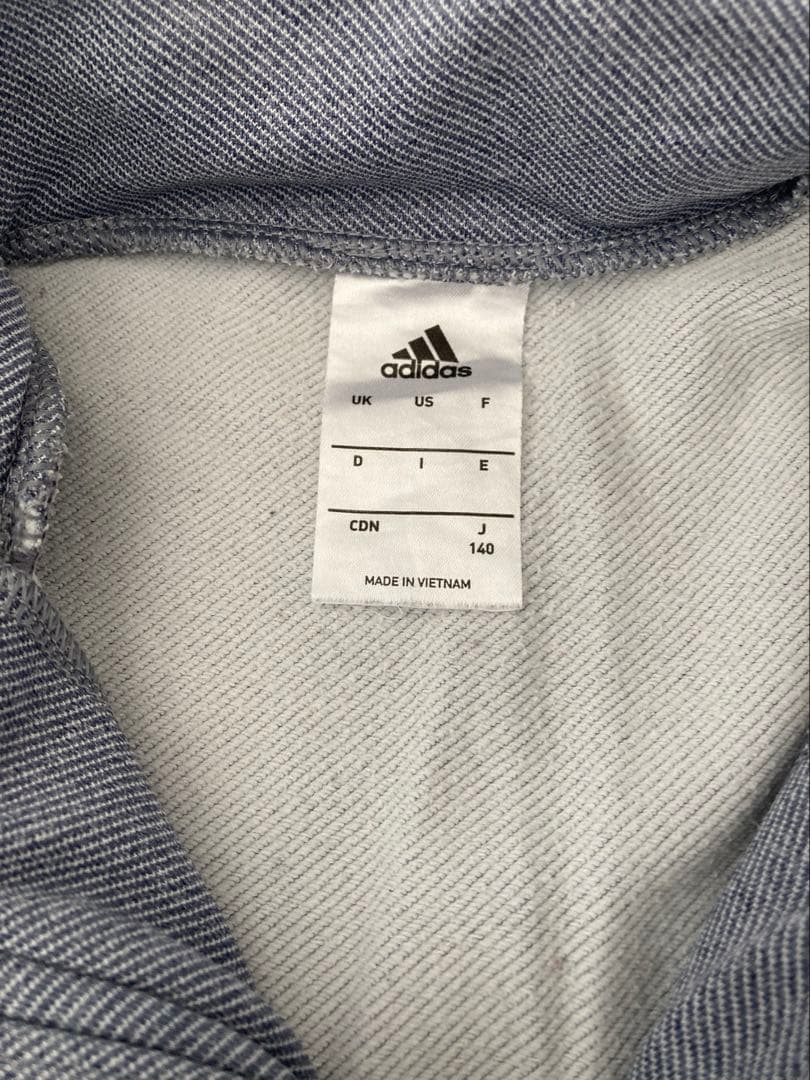 adidas
UK US F
D I E
CDN J
140
MADE IN VIETNAM